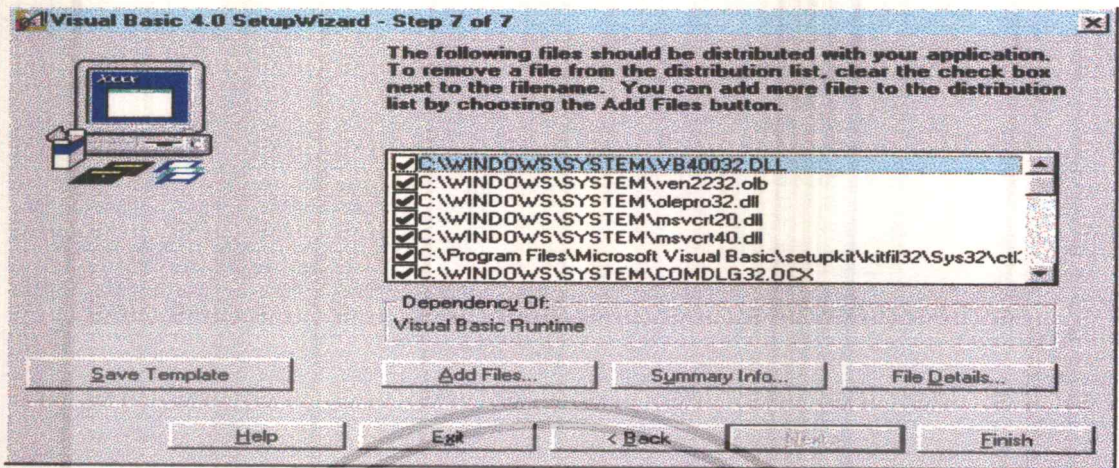 Visual Basic 4.0 SetupWizard - Step 7 of 7
The following files should be distributed with your application.
To remove a file from the distribution list, clear the check box
next to the filename. You can add more files to the distribution
list by choosing the Add Files button.
C:\WINDOWS\SYSTEM\VB40032.DLL
C:\WINDOWS\SYSTEM\ven2232.olb
C:\WINDOWS\SYSTEM\olepro32.dll
C:\WINDOWS\SYSTEM\msvcrt20.dll
C:\WINDOWS\SYSTEM\msvcrt40.dll
C:\Program Files\Microsoft Visual Basic\setupkit\kitfil32\Sys32\ctl
C:\WINDOWS\SYSTEM\COMDLG32.OCX
Dependency Of:
Visual Basic Runtime
Save Template
Add Files...
Summary Info...
File Details...
Help
Exit
< Back
Next
Finish